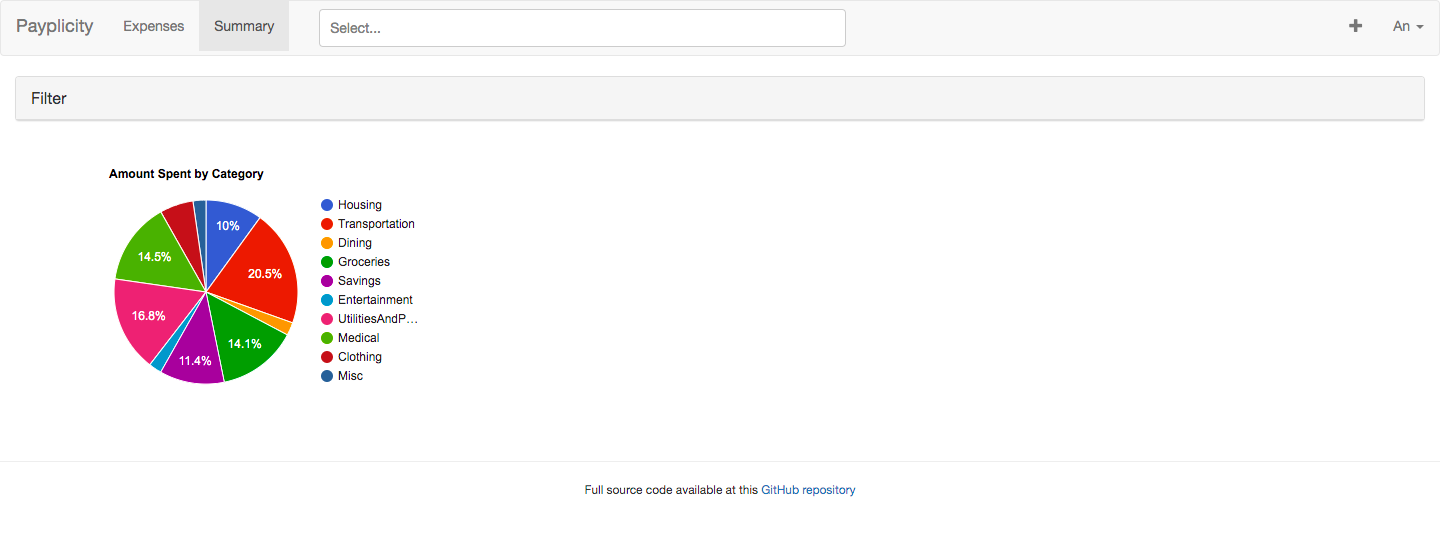 Payplicity Expenses Summary Select... An
Filter
Amount Spent by Category
10%
20.5%
14.1%
11.4%
16.8%
14.5%
Housing
Transportation
Dining
Groceries
Savings
Entertainment
UtilitiesAndP...
Medical
Clothing
Misc
Full source code available at this GitHub repository